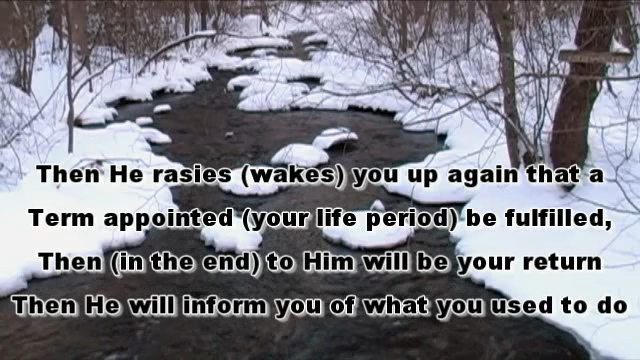 Then He rasies (wakes) you up again that a
Term appointed (your life period) be fulfilled,
Then (in the end) to Him will be your return
Then He will inform you of what you used to do